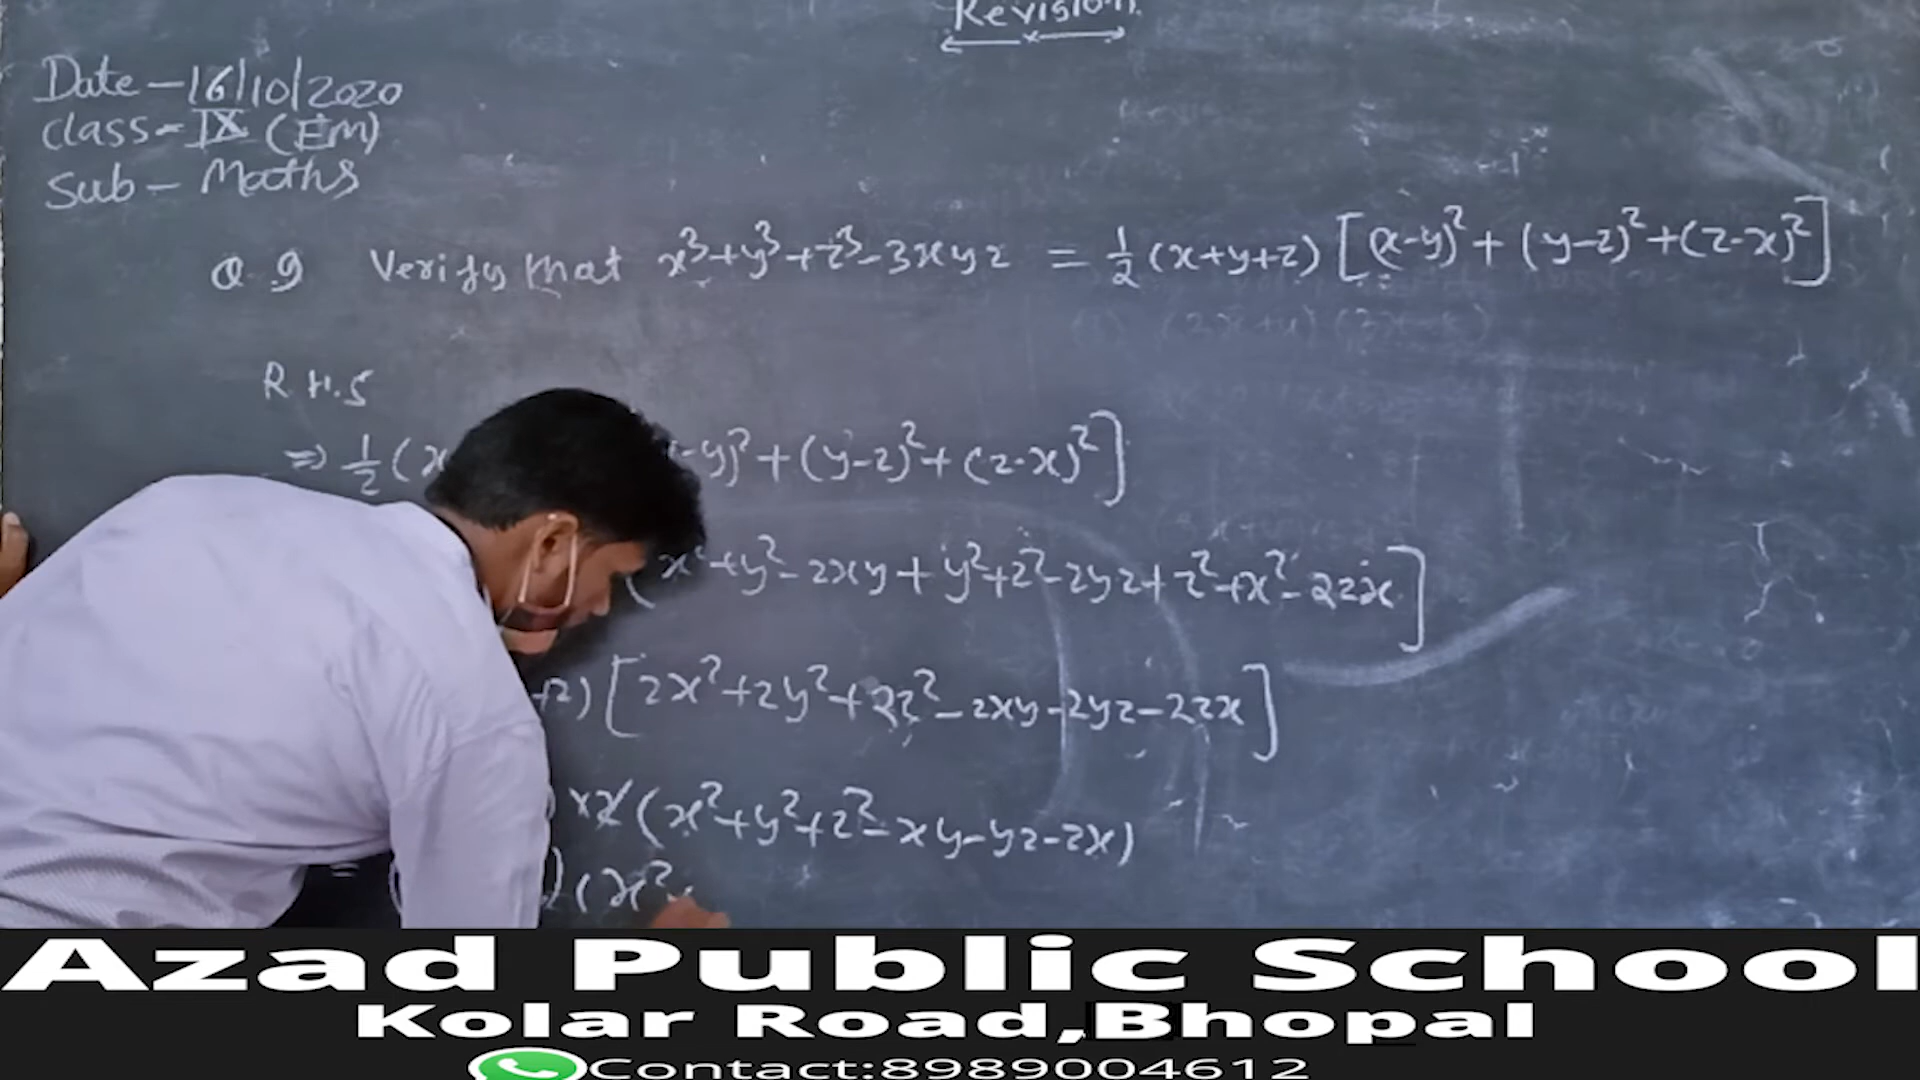 Revision
Date - 16/10/2020
Class - IX (EM)
Sub - Maths
Q.9 Verify that x³+y³+z³-3xyz = 1/2 (x+y+z) [(x-y)²+(y-z)²+(z-x)²]
R.H.S
⇒ 1/2 (x -y)²+(y-z)²+(z-x)²]
(x²+y²-2xy+y²+z²-2yz+z²+x²-2zx]
+z) [2x²+2y²+2z²-2xy-2yz-2zx]
) ×2 (x²+y²+z²-xy-yz-zx)
) (x²
Azad Public School
Kolar Road,Bhopal
Contact:8989004612